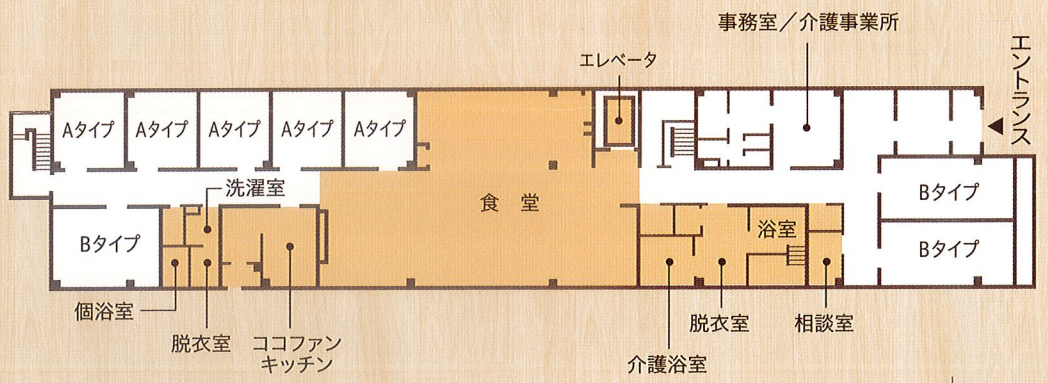 事務室／介護事業所
エレベータ
エントランス
Aタイプ
Aタイプ
Aタイプ
Aタイプ
Aタイプ
洗濯室
食堂
Bタイプ
Bタイプ
浴室
Bタイプ
個浴室
脱衣室
ココファン
キッチン
介護浴室
脱衣室
相談室